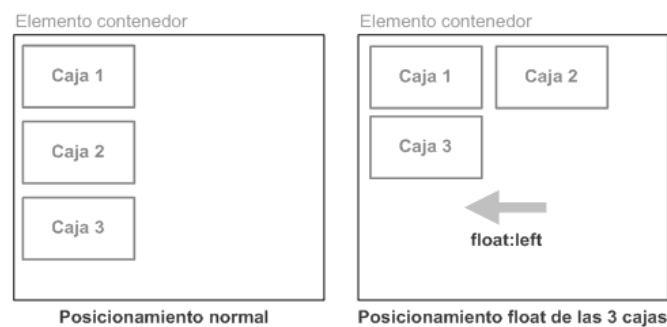 Elemento contenedor
Caja 1
Caja 2
Caja 3
Posicionamiento normal
Elemento contenedor
Caja 1
Caja 2
Caja 3
float:left
Posicionamiento float de las 3 cajas